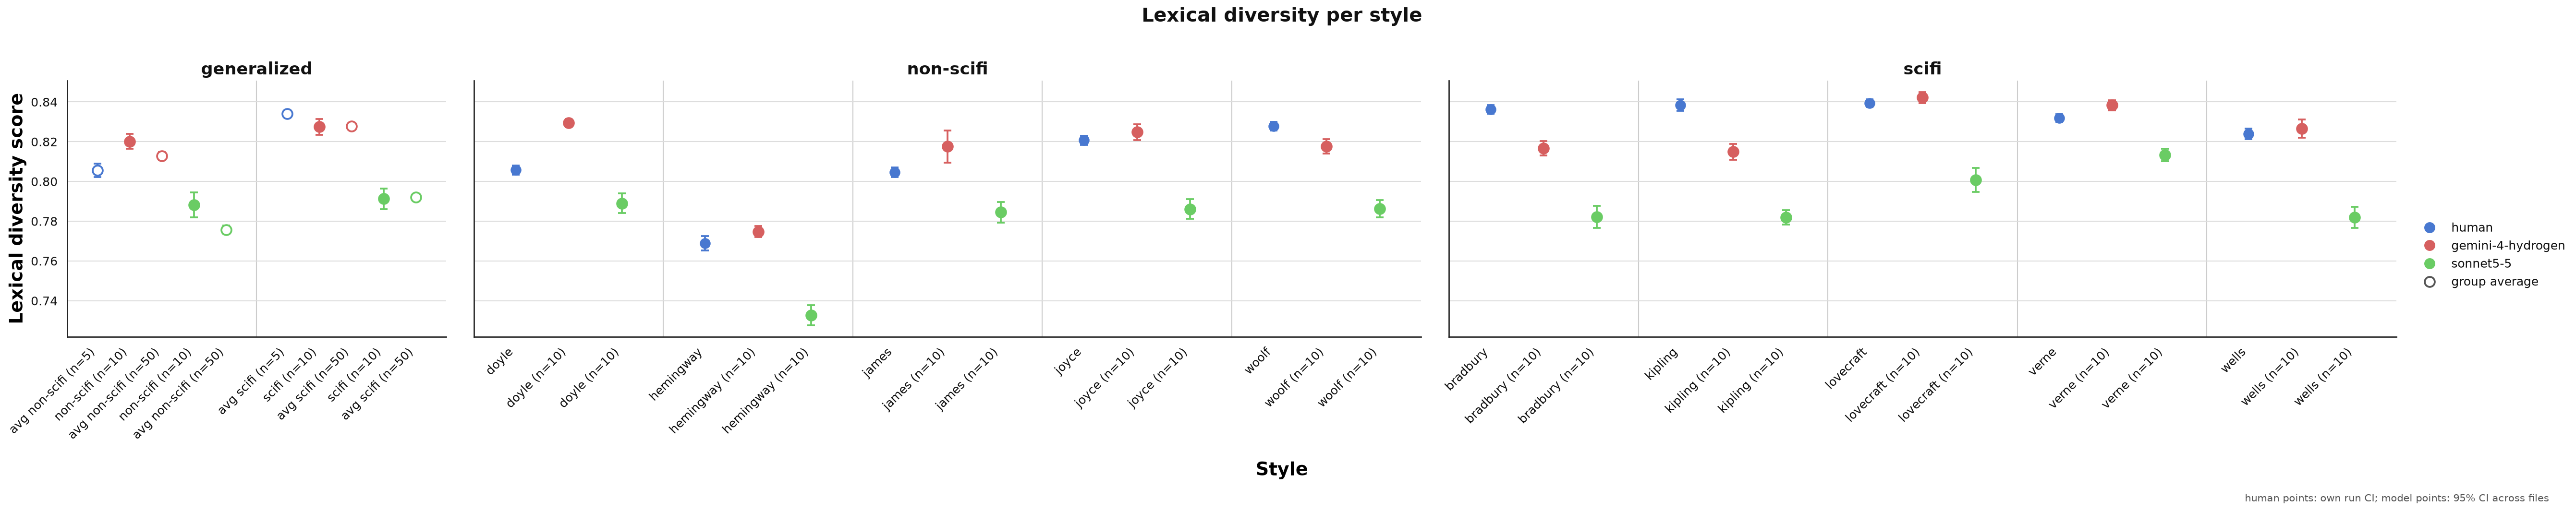 Lexical diversity per style
generalized
non-scifi
scifi
Lexical diversity score
0.84
0.82
0.80
0.78
0.76
0.74
avg non-scifi (n=5)
non-scifi (n=10)
avg non-scifi (n=50)
non-scifi (n=10)
avg non-scifi (n=50)
avg scifi (n=5)
scifi (n=10)
avg scifi (n=50)
scifi (n=10)
avg scifi (n=50)
doyle
doyle (n=10)
doyle (n=10)
hemingway
hemingway (n=10)
hemingway (n=10)
james
james (n=10)
james (n=10)
joyce
joyce (n=10)
joyce (n=10)
woolf
woolf (n=10)
woolf (n=10)
bradbury
bradbury (n=10)
bradbury (n=10)
kipling
kipling (n=10)
kipling (n=10)
lovecraft
lovecraft (n=10)
lovecraft (n=10)
verne
verne (n=10)
verne (n=10)
wells
wells (n=10)
wells (n=10)
human
gemini-4-hydrogen
sonnet5-5
group average
Style
human points: own run CI; model points: 95% CI across files